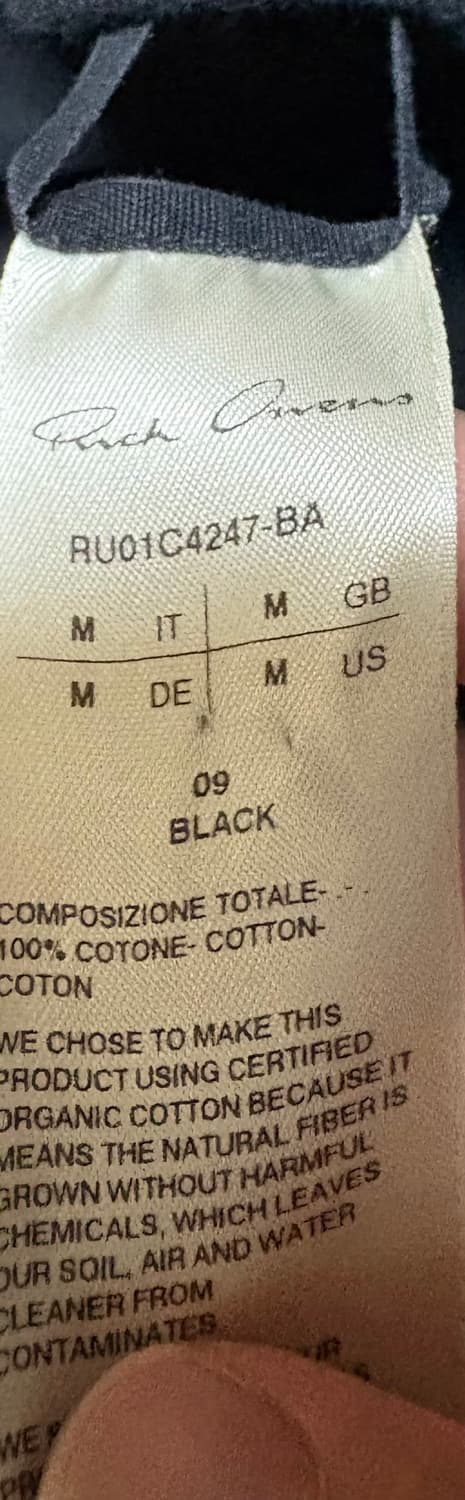 Rick Owens
RU01C4247-BA
M IT M GB
M DE M US
09
BLACK
COMPOSIZIONE TOTALE-
100% COTONE- COTTON-
COTON
WE CHOSE TO MAKE THIS
PRODUCT USING CERTIFIED
ORGANIC COTTON BECAUSE IT
MEANS THE NATURAL FIBER IS
GROWN WITHOUT HARMFUL
CHEMICALS, WHICH LEAVES
OUR SOIL, AIR AND WATER
CLEANER FROM
CONTAMINATES
WE